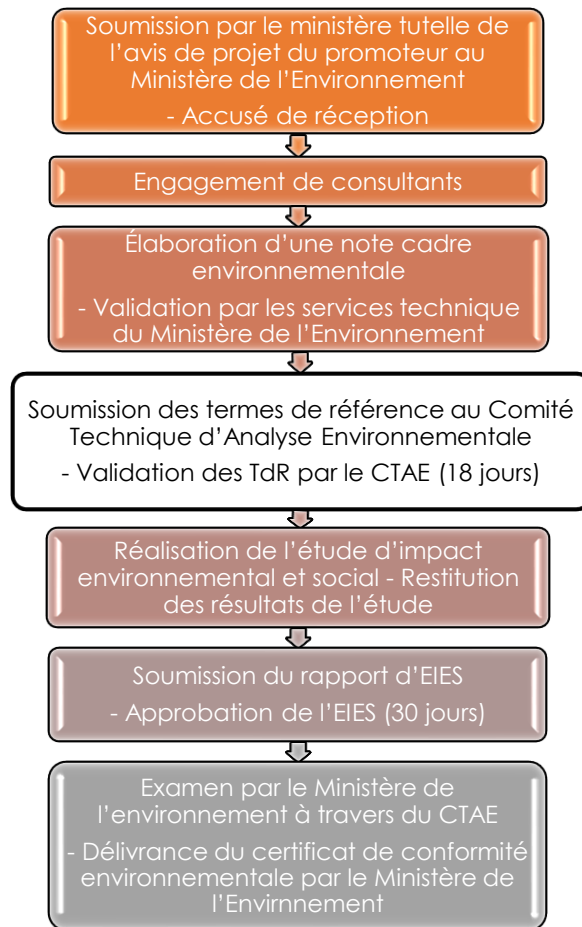 Soumission par le ministère tutelle de
l'avis de projet du promoteur au
Ministère de l'Environnement
- Accusé de réception
Engagement de consultants
Élaboration d'une note cadre
environnementale
- Validation par les services technique
du Ministère de l'Environnement
Soumission des termes de référence au Comité
Technique d'Analyse Environnementale
- Validation des TdR par le CTAE (18 jours)
Réalisation de l'étude d'impact
environnemental et social - Restitution
des résultats de l'étude
Soumission du rapport d'EIES
- Approbation de l'EIES (30 jours)
Examen par le Ministère de
l'environnement à travers du CTAE
- Délivrance du certificat de conformité
environnementale par le Ministère de
l'Envirnnement